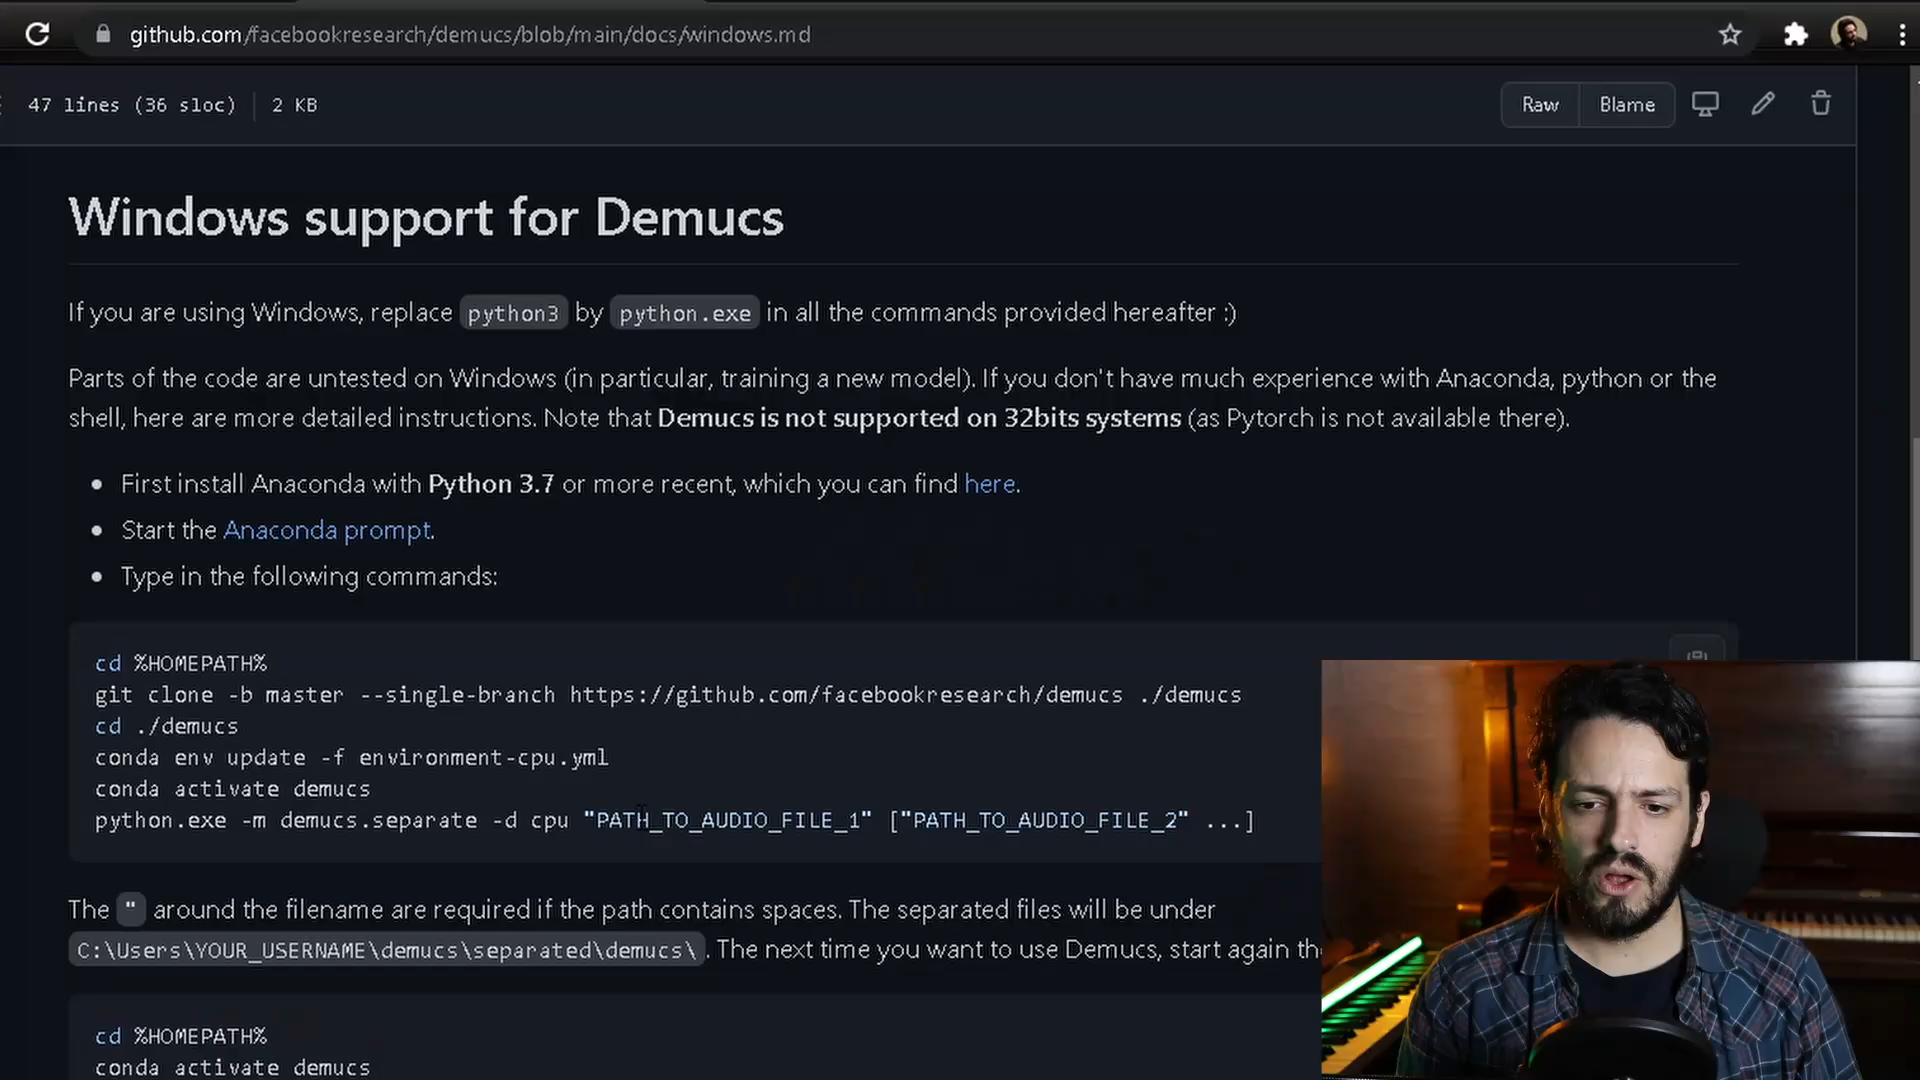 github.com/facebookresearch/demucs/blob/main/docs/windows.md
47 lines (36 sloc) 2 KB
Raw Blame
Windows support for Demucs
If you are using Windows, replace python3 by python.exe in all the commands provided hereafter :)
Parts of the code are untested on Windows (in particular, training a new model). If you don't have much experience with Anaconda, python or the
shell, here are more detailed instructions. Note that Demucs is not supported on 32bits systems (as Pytorch is not available there).
• First install Anaconda with Python 3.7 or more recent, which you can find here.
• Start the Anaconda prompt.
• Type in the following commands:
cd %HOMEPATH%
git clone -b master --single-branch https://github.com/facebookresearch/demucs ./demucs
cd ./demucs
conda env update -f environment-cpu.yml
conda activate demucs
python.exe -m demucs.separate -d cpu "PATH_TO_AUDIO_FILE_1" ["PATH_TO_AUDIO_FILE_2" ...]
The " around the filename are required if the path contains spaces. The separated files will be under
C:\Users\YOUR_USERNAME\demucs\separated\demucs\. The next time you want to use Demucs, start again
cd %HOMEPATH%
conda activate demucs